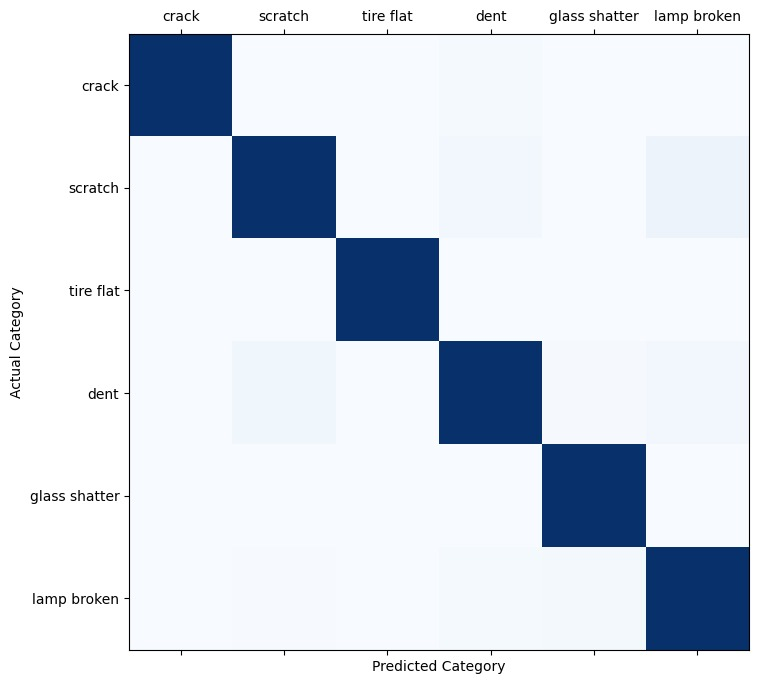 crack scratch tire flat dent glass shatter lamp broken
crack
scratch
tire flat
dent
glass shatter
lamp broken
Actual Category
Predicted Category